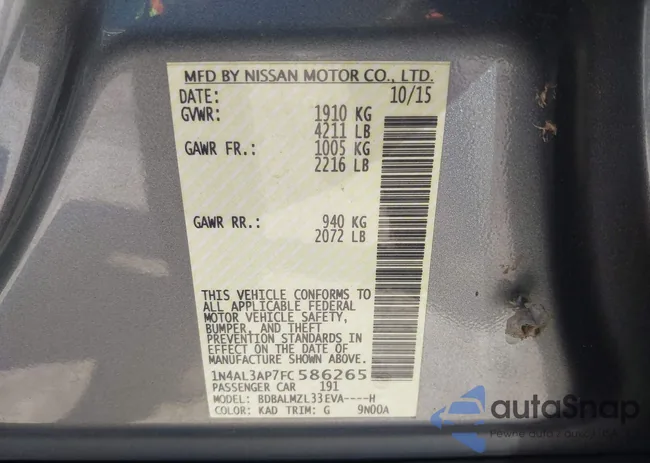 MFD BY NISSAN MOTOR CO., LTD.
DATE: 10/15
GVWR: 1910 KG
4211 LB
GAWR FR.: 1005 KG
2216 LB
GAWR RR.: 940 KG
2072 LB
THIS VEHICLE CONFORMS TO
ALL APPLICABLE FEDERAL
MOTOR VEHICLE SAFETY,
BUMPER, AND THEFT
PREVENTION STANDARDS IN
EFFECT ON THE DATE OF
MANUFACTURE SHOWN ABOVE.
1N4AL3AP7FC586265
PASSENGER CAR 191
MODEL: BDBALMZL33EVA----H
COLOR: KAD TRIM: G 9N00A
autoSnap